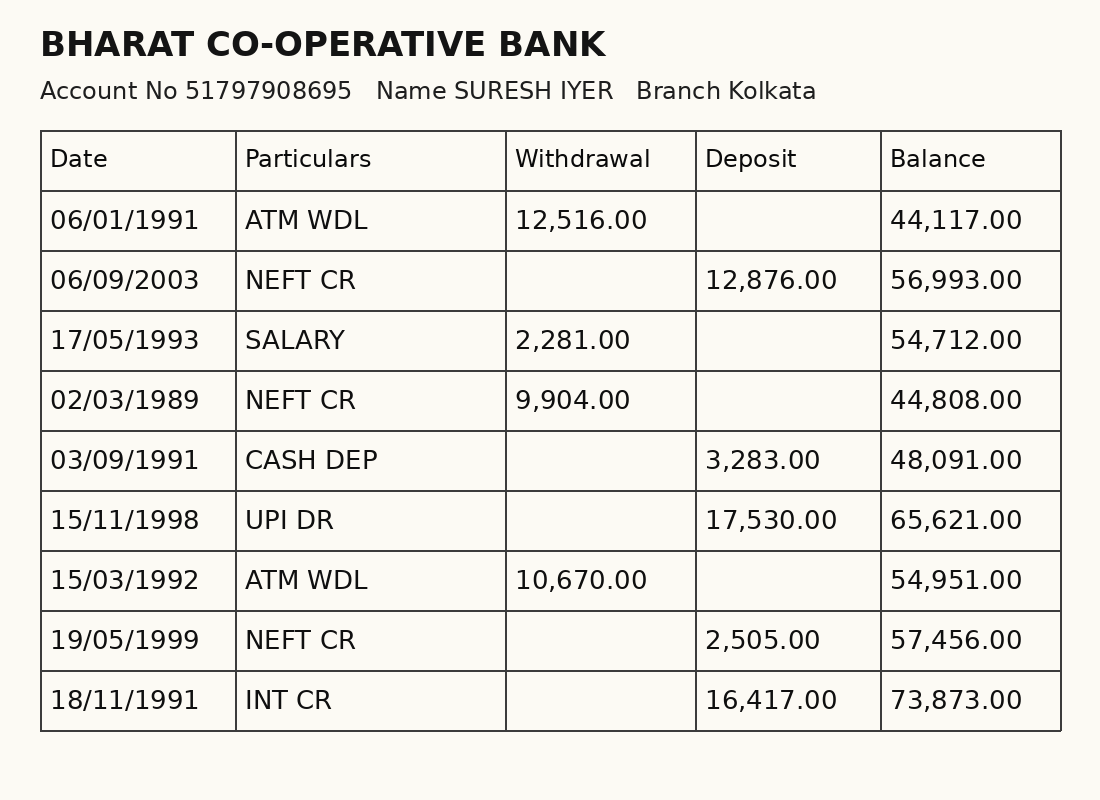 BHARAT CO-OPERATIVE BANK
Account No 51797908695 Name SURESH IYER Branch Kolkata
Date Particulars Withdrawal Deposit Balance
06/01/1991 ATM WDL 12,516.00 44,117.00
06/09/2003 NEFT CR 12,876.00 56,993.00
17/05/1993 SALARY 2,281.00 54,712.00
02/03/1989 NEFT CR 9,904.00 44,808.00
03/09/1991 CASH DEP 3,283.00 48,091.00
15/11/1998 UPI DR 17,530.00 65,621.00
15/03/1992 ATM WDL 10,670.00 54,951.00
19/05/1999 NEFT CR 2,505.00 57,456.00
18/11/1991 INT CR 16,417.00 73,873.00